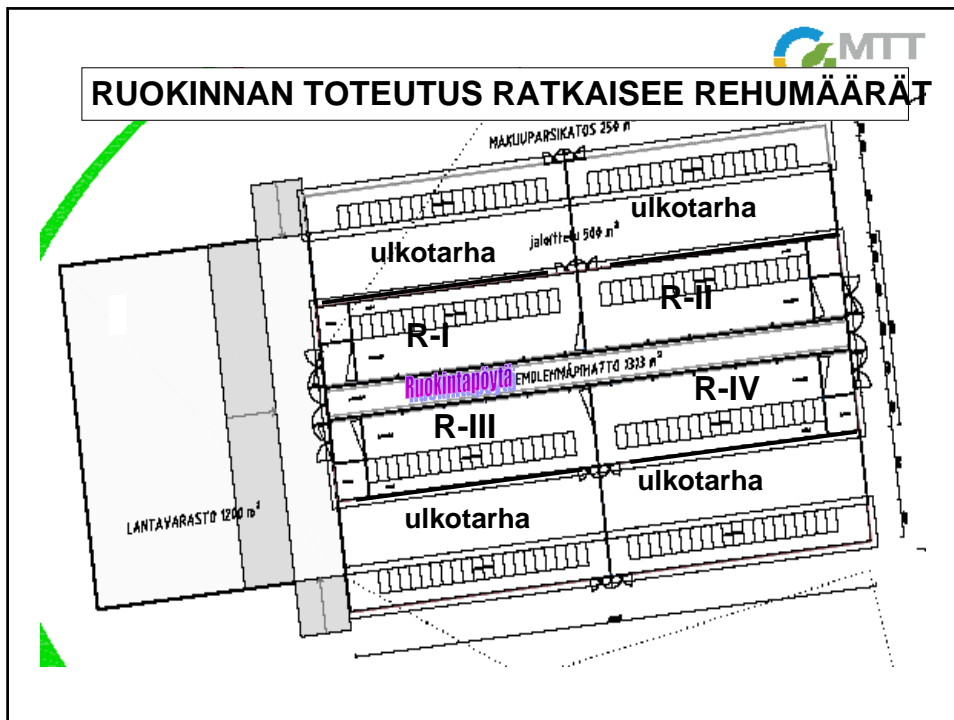 MTT
RUOKINNAN TOTEUTUS RATKAISEE REHUMÄÄRÄT
MAKUUPARSIKATOS 250 m²
ulkotarha
ulkotarha
jaloittelu 500 m²
R-I
R-II
Ruokintapöytä
EMOLEHMÄPIHATTO 1313 m²
R-III
R-IV
ulkotarha
ulkotarha
LANTAVARASTO 1200 m³